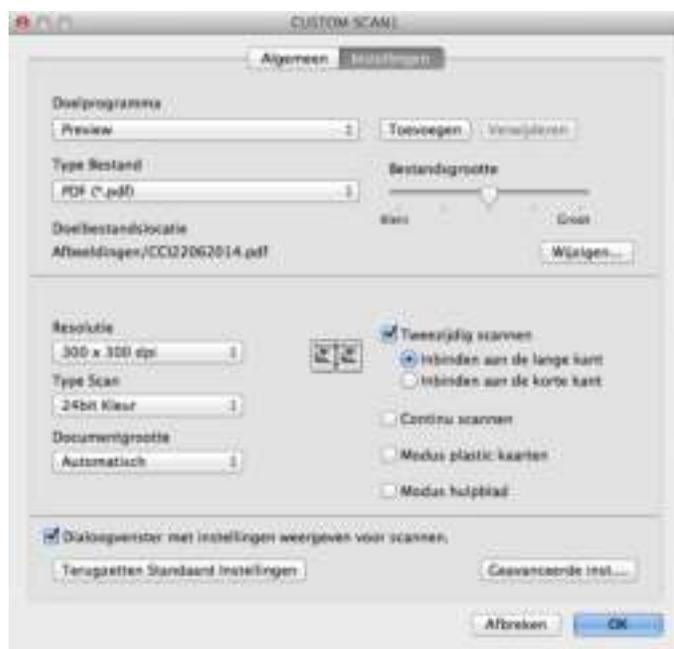 CUSTOM SCAN1
Algemeen Instellingen
Doelprogramma
Preview
Toevoegen Verwijderen
Type Bestand
PDF (*.pdf)
Bestandsgrootte
Klein Groot
Doelbestandslocatie
Afbeeldingen/CCI22062014.pdf
Wijzigen...
Resolutie
300 x 300 dpi
Type Scan
24bit Kleur
Documentgrootte
Automatisch
Tweezijdig scannen
Inbinden aan de lange kant
Inbinden aan de korte kant
Continu scannen
Modus plastic kaarten
Modus hulpblad
Dialoogvenster met instellingen weergeven voor scannen.
Terugzetten Standaard Instellingen
Geavanceerde inst....
Afbreken OK